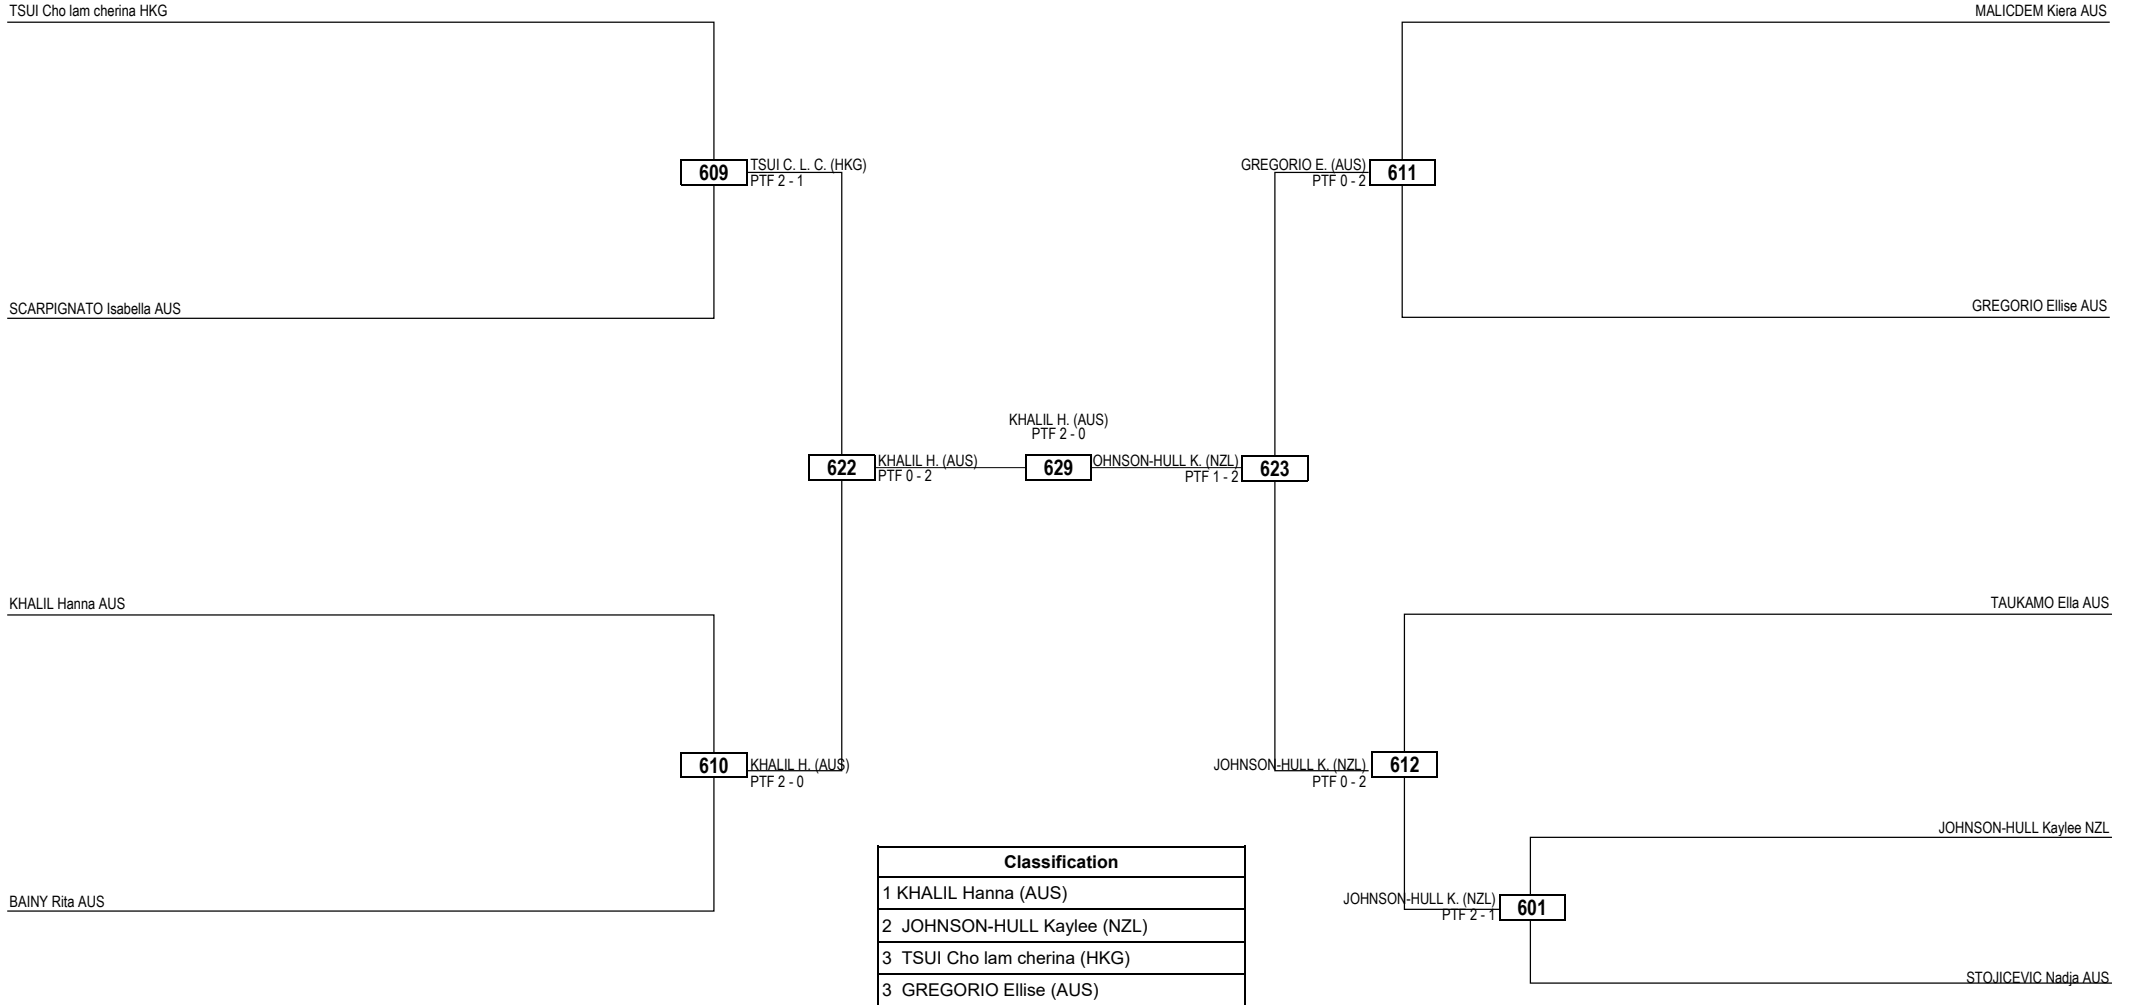 TSUI Cho lam cherina HKG
MALICDEM Kiera AUS
609
TSUI C. L. C. (HKG)
PTF 2 - 1
GREGORIO E. (AUS)
PTF 0 - 2
611
SCARPIGNATO Isabella AUS
GREGORIO Ellise AUS
KHALIL H. (AUS)
PTF 2 - 0
622
KHALIL H. (AUS)
PTF 0 - 2
629
OHNSON-HULL K. (NZL)
PTF 1 - 2
623
KHALIL Hanna AUS
TAUKAMO Ella AUS
610
KHALIL H. (AUS)
PTF 2 - 0
JOHNSON-HULL K. (NZL)
PTF 0 - 2
612
JOHNSON-HULL Kaylee NZL
BAINY Rita AUS
JOHNSON-HULL K. (NZL)
PTF 2 - 1
601
STOJICEVIC Nadja AUS
Classification
1 KHALIL Hanna (AUS)
2 JOHNSON-HULL Kaylee (NZL)
3 TSUI Cho lam cherina (HKG)
3 GREGORIO Ellise (AUS)